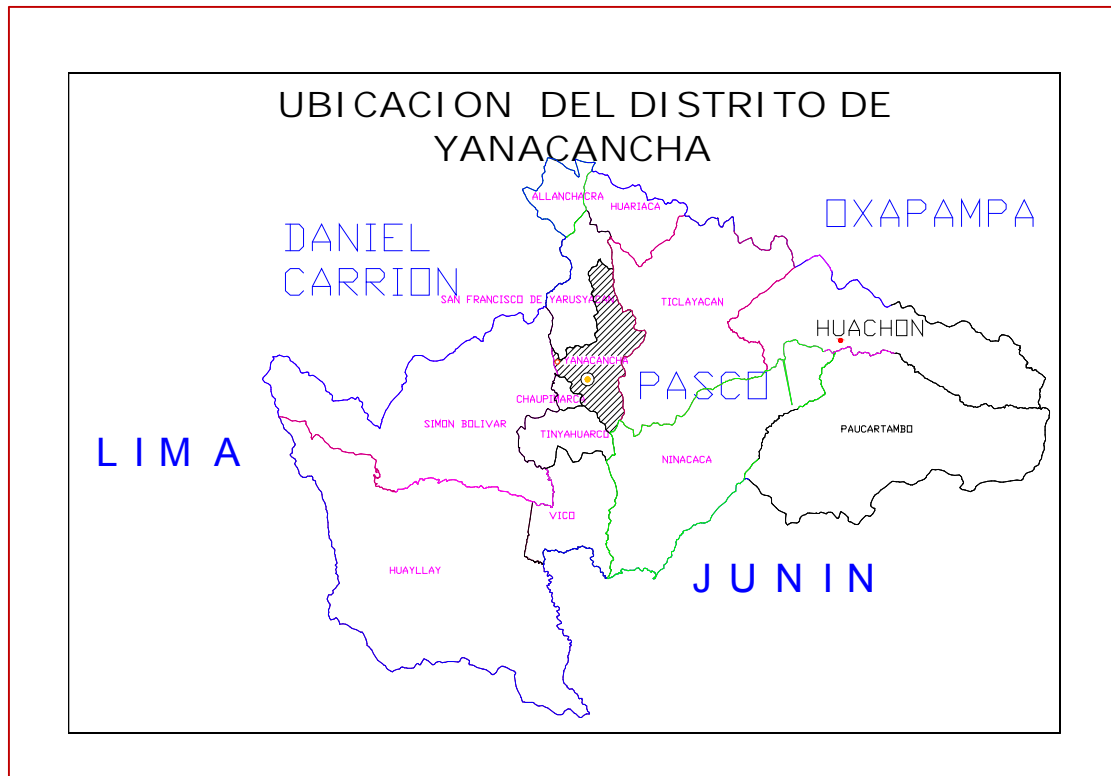 UBICACION DEL DISTRITO DE
YANACANCHA
ALLANCHACRA
HUARIACA
OXAPAMPA
DANIEL
CARRION
SAN FRANCISCO DE YARUSYACAN
TICLAYACAN
HUACHON
YANACANCHA
PASCO
CHAUPIMARCA
SIMON BOLIVAR
TINYAHUARCO
PAUCARTAMBO
LIMA
NINACACA
VICO
HUAYLLAY
JUNIN